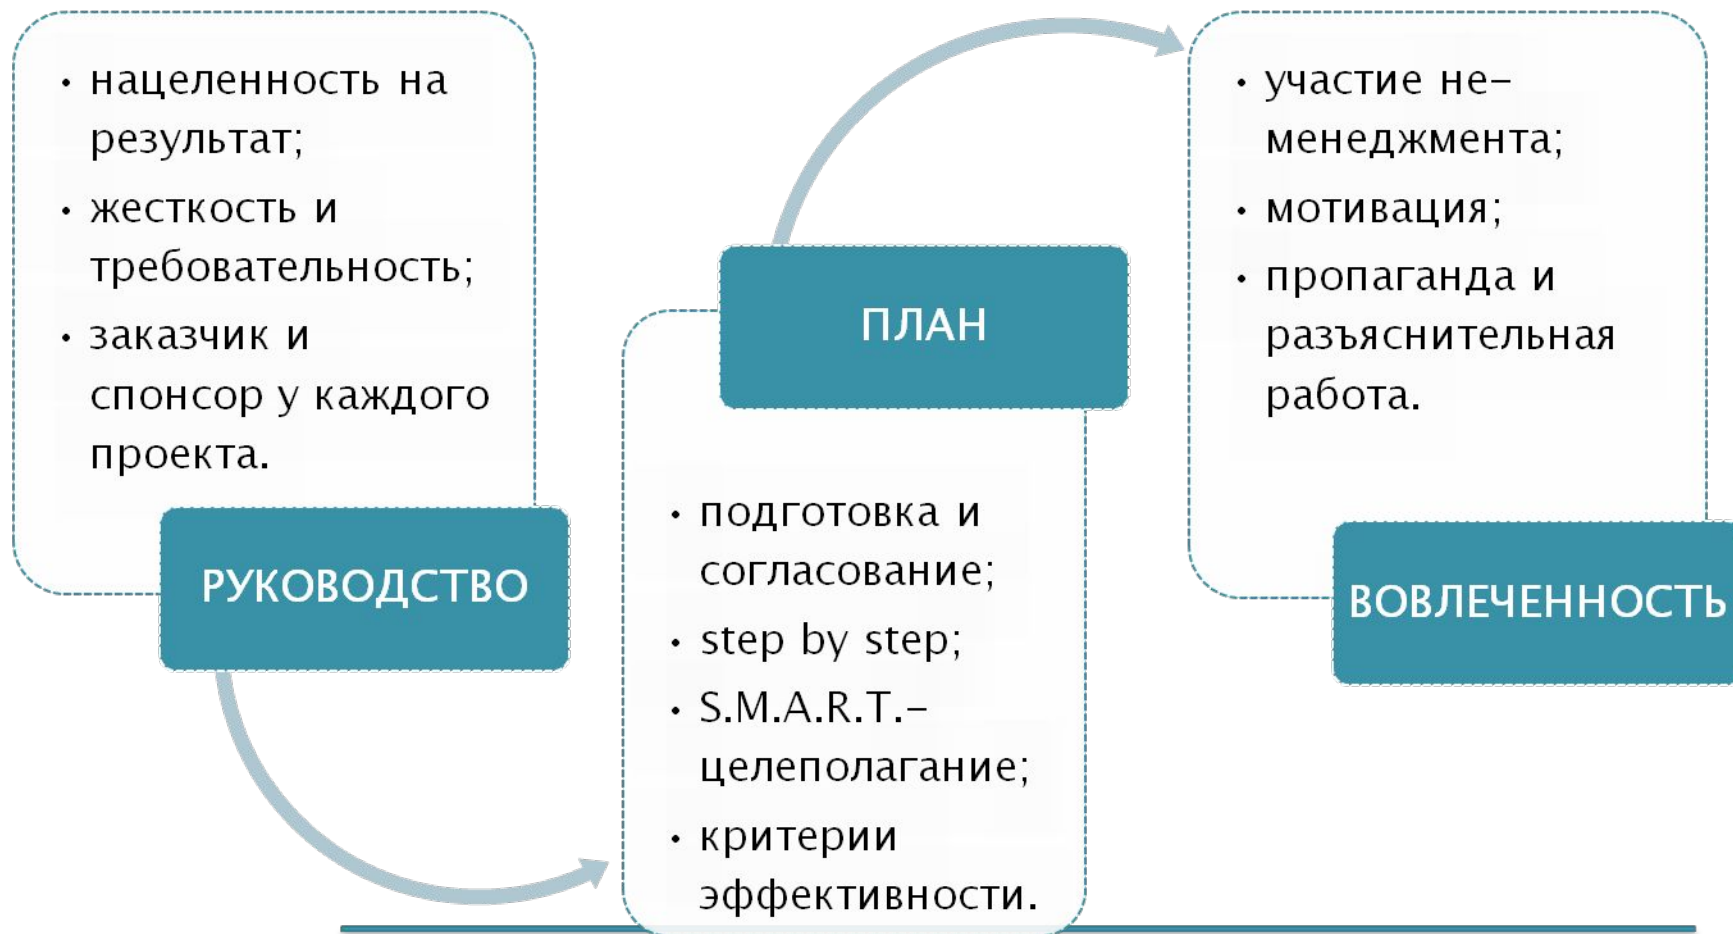 • нацеленность на
результат;
• жесткость и
требовательность;
• заказчик и
спонсор у каждого
проекта.
РУКОВОДСТВО
ПЛАН
• подготовка и
согласование;
• step by step;
• S.M.A.R.T.–
целеполагание;
• критерии
эффективности.
• участие не–
менеджмента;
• мотивация;
• пропаганда и
разъяснительная
работа.
ВОВЛЕЧЕННОСТЬ